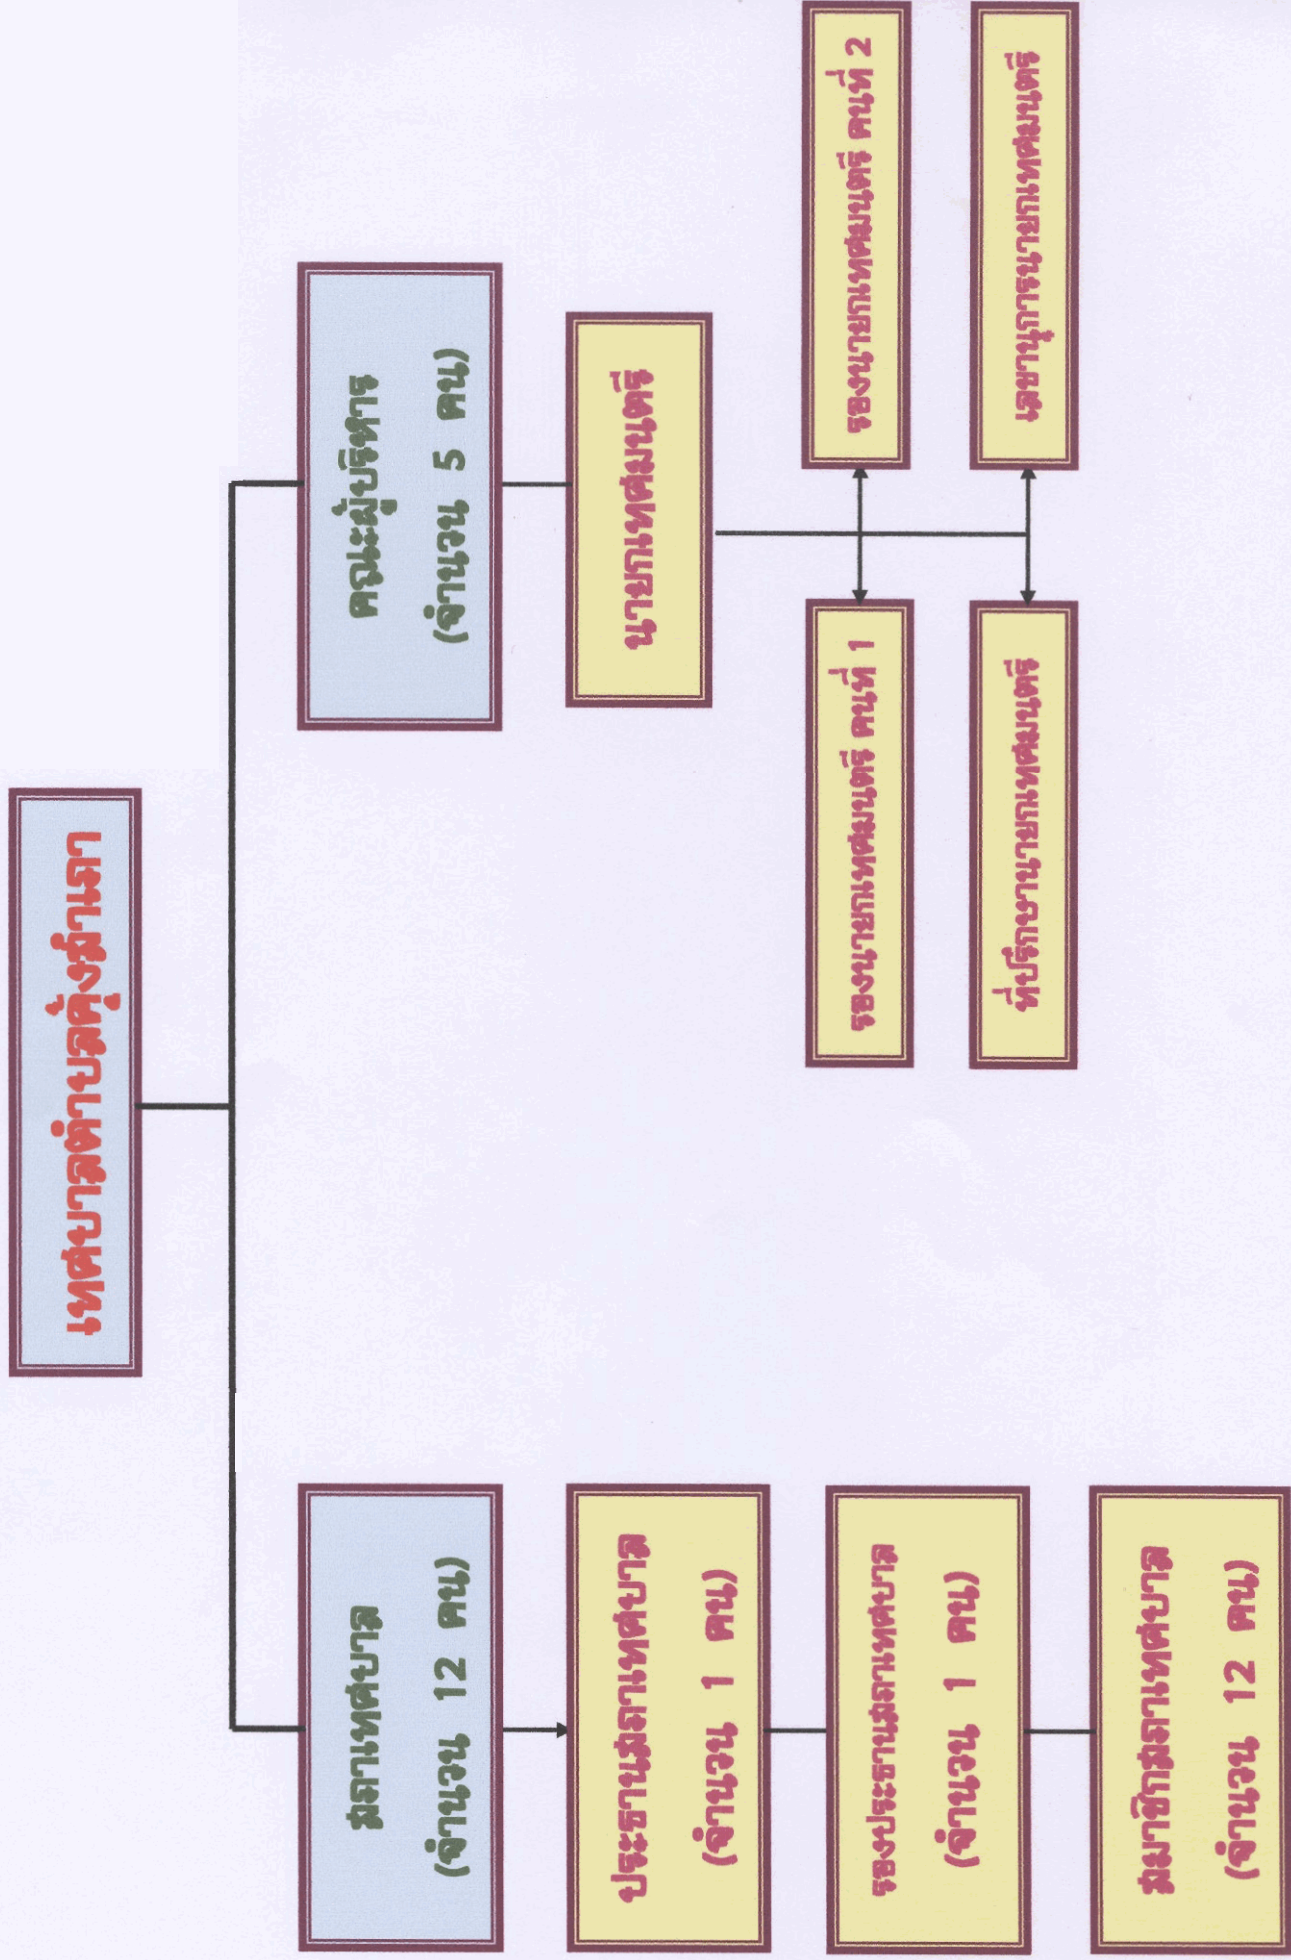 เทศบาลตำบลคุ้งสำเภา
สภาเทศบาล
(จำนวน 12 คน)
คณะผู้บริหาร
(จำนวน 5 คน)
ประธานสภาเทศบาล
(จำนวน 1 คน)
นายกเทศมนตรี
รองประธานสภาเทศบาล
(จำนวน 1 คน)
รองนายกเทศมนตรี คนที่ 1
รองนายกเทศมนตรี คนที่ 2
ที่ปรึกษานายกเทศมนตรี
เลขานุการนายกเทศมนตรี
สมาชิกสภาเทศบาล
(จำนวน 12 คน)